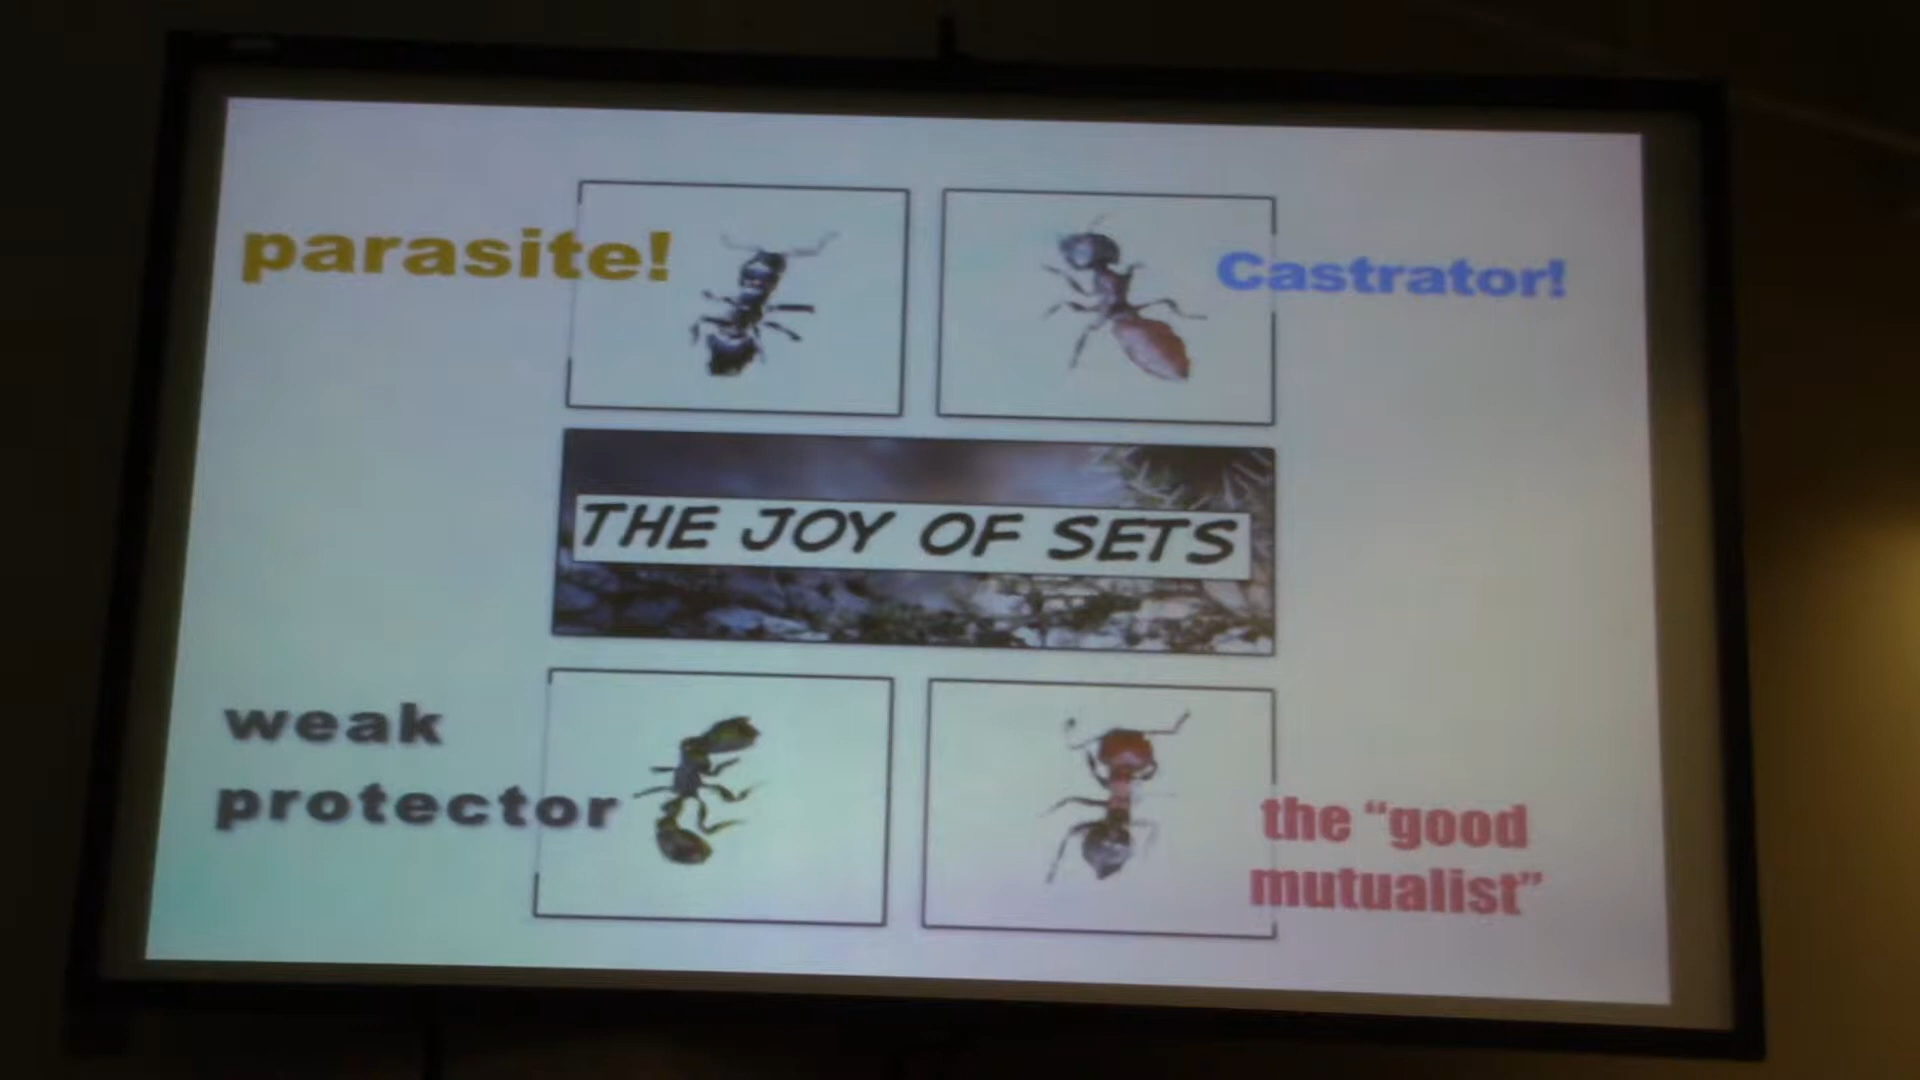 parasite!
Castrator!
THE JOY OF SETS
weak
protector
the “good
mutualist”